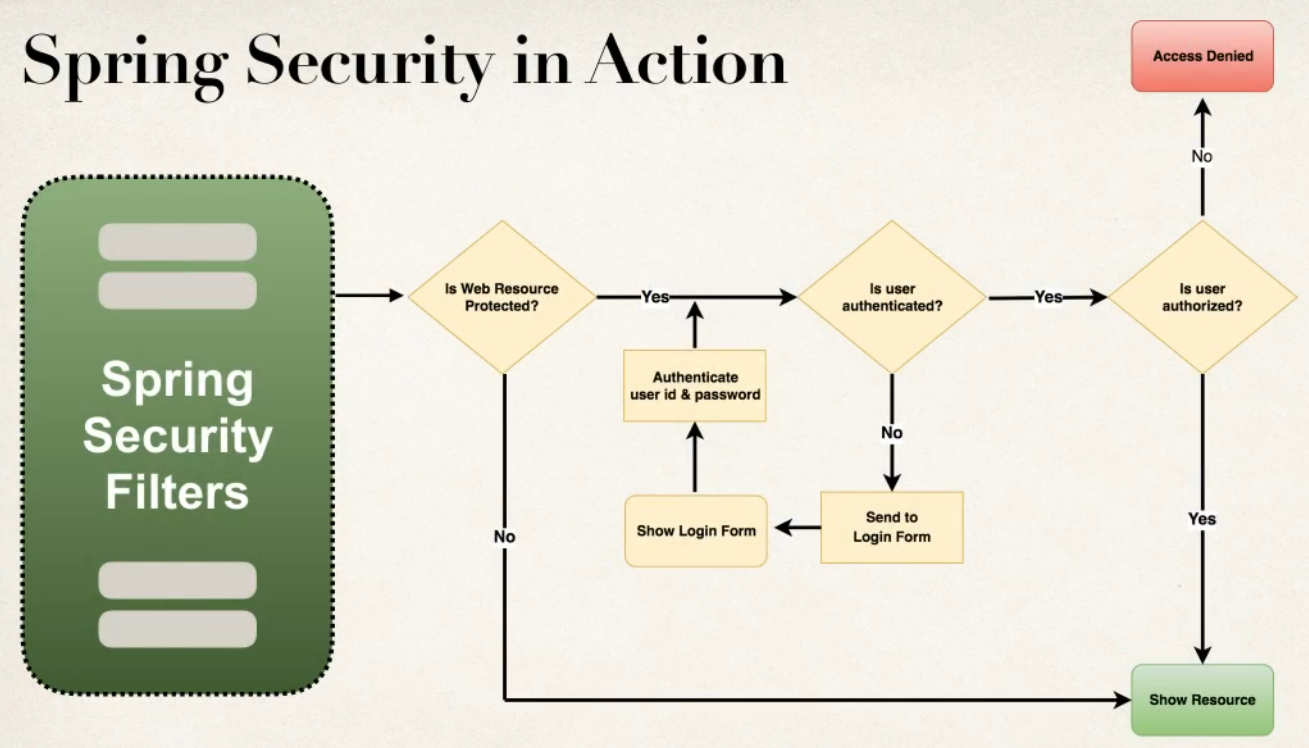 Spring Security in Action
Access Denied
No
Spring
Security
Filters
Is Web Resource
Protected?
Yes
Is user
authenticated?
Yes
Is user
authorized?
Authenticate
user id & password
No
Show Login Form
Send to
Login Form
No
Yes
Show Resource